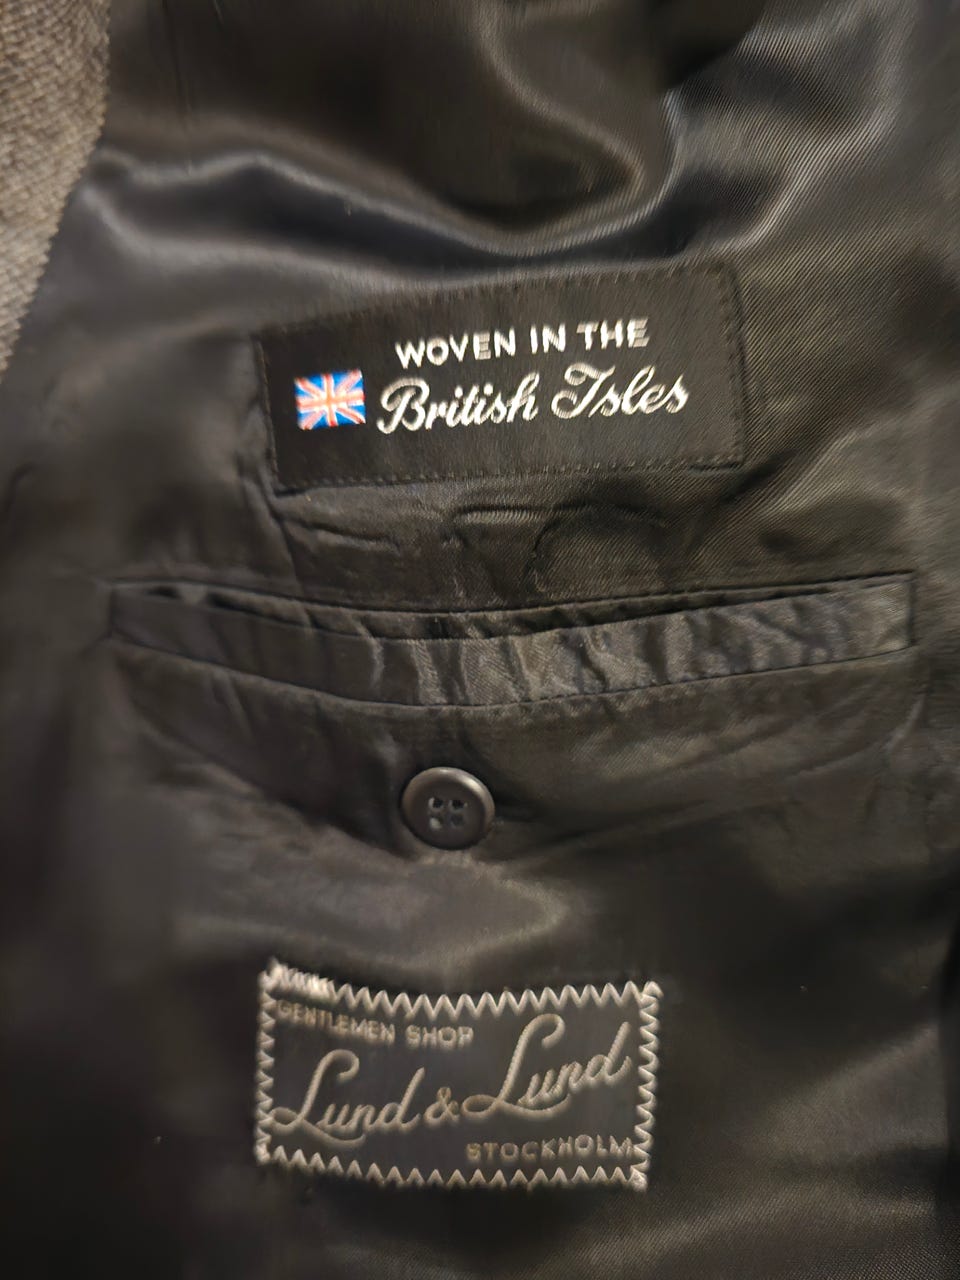 WOVEN IN THE
British Isles
GENTLEMEN SHOP
Lund & Lund
STOCKHOLM